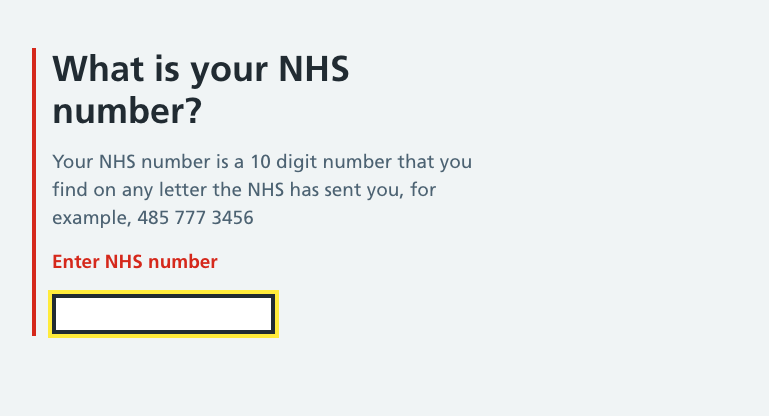 What is your NHS
number?
Your NHS number is a 10 digit number that you
find on any letter the NHS has sent you, for
example, 485 777 3456
Enter NHS number